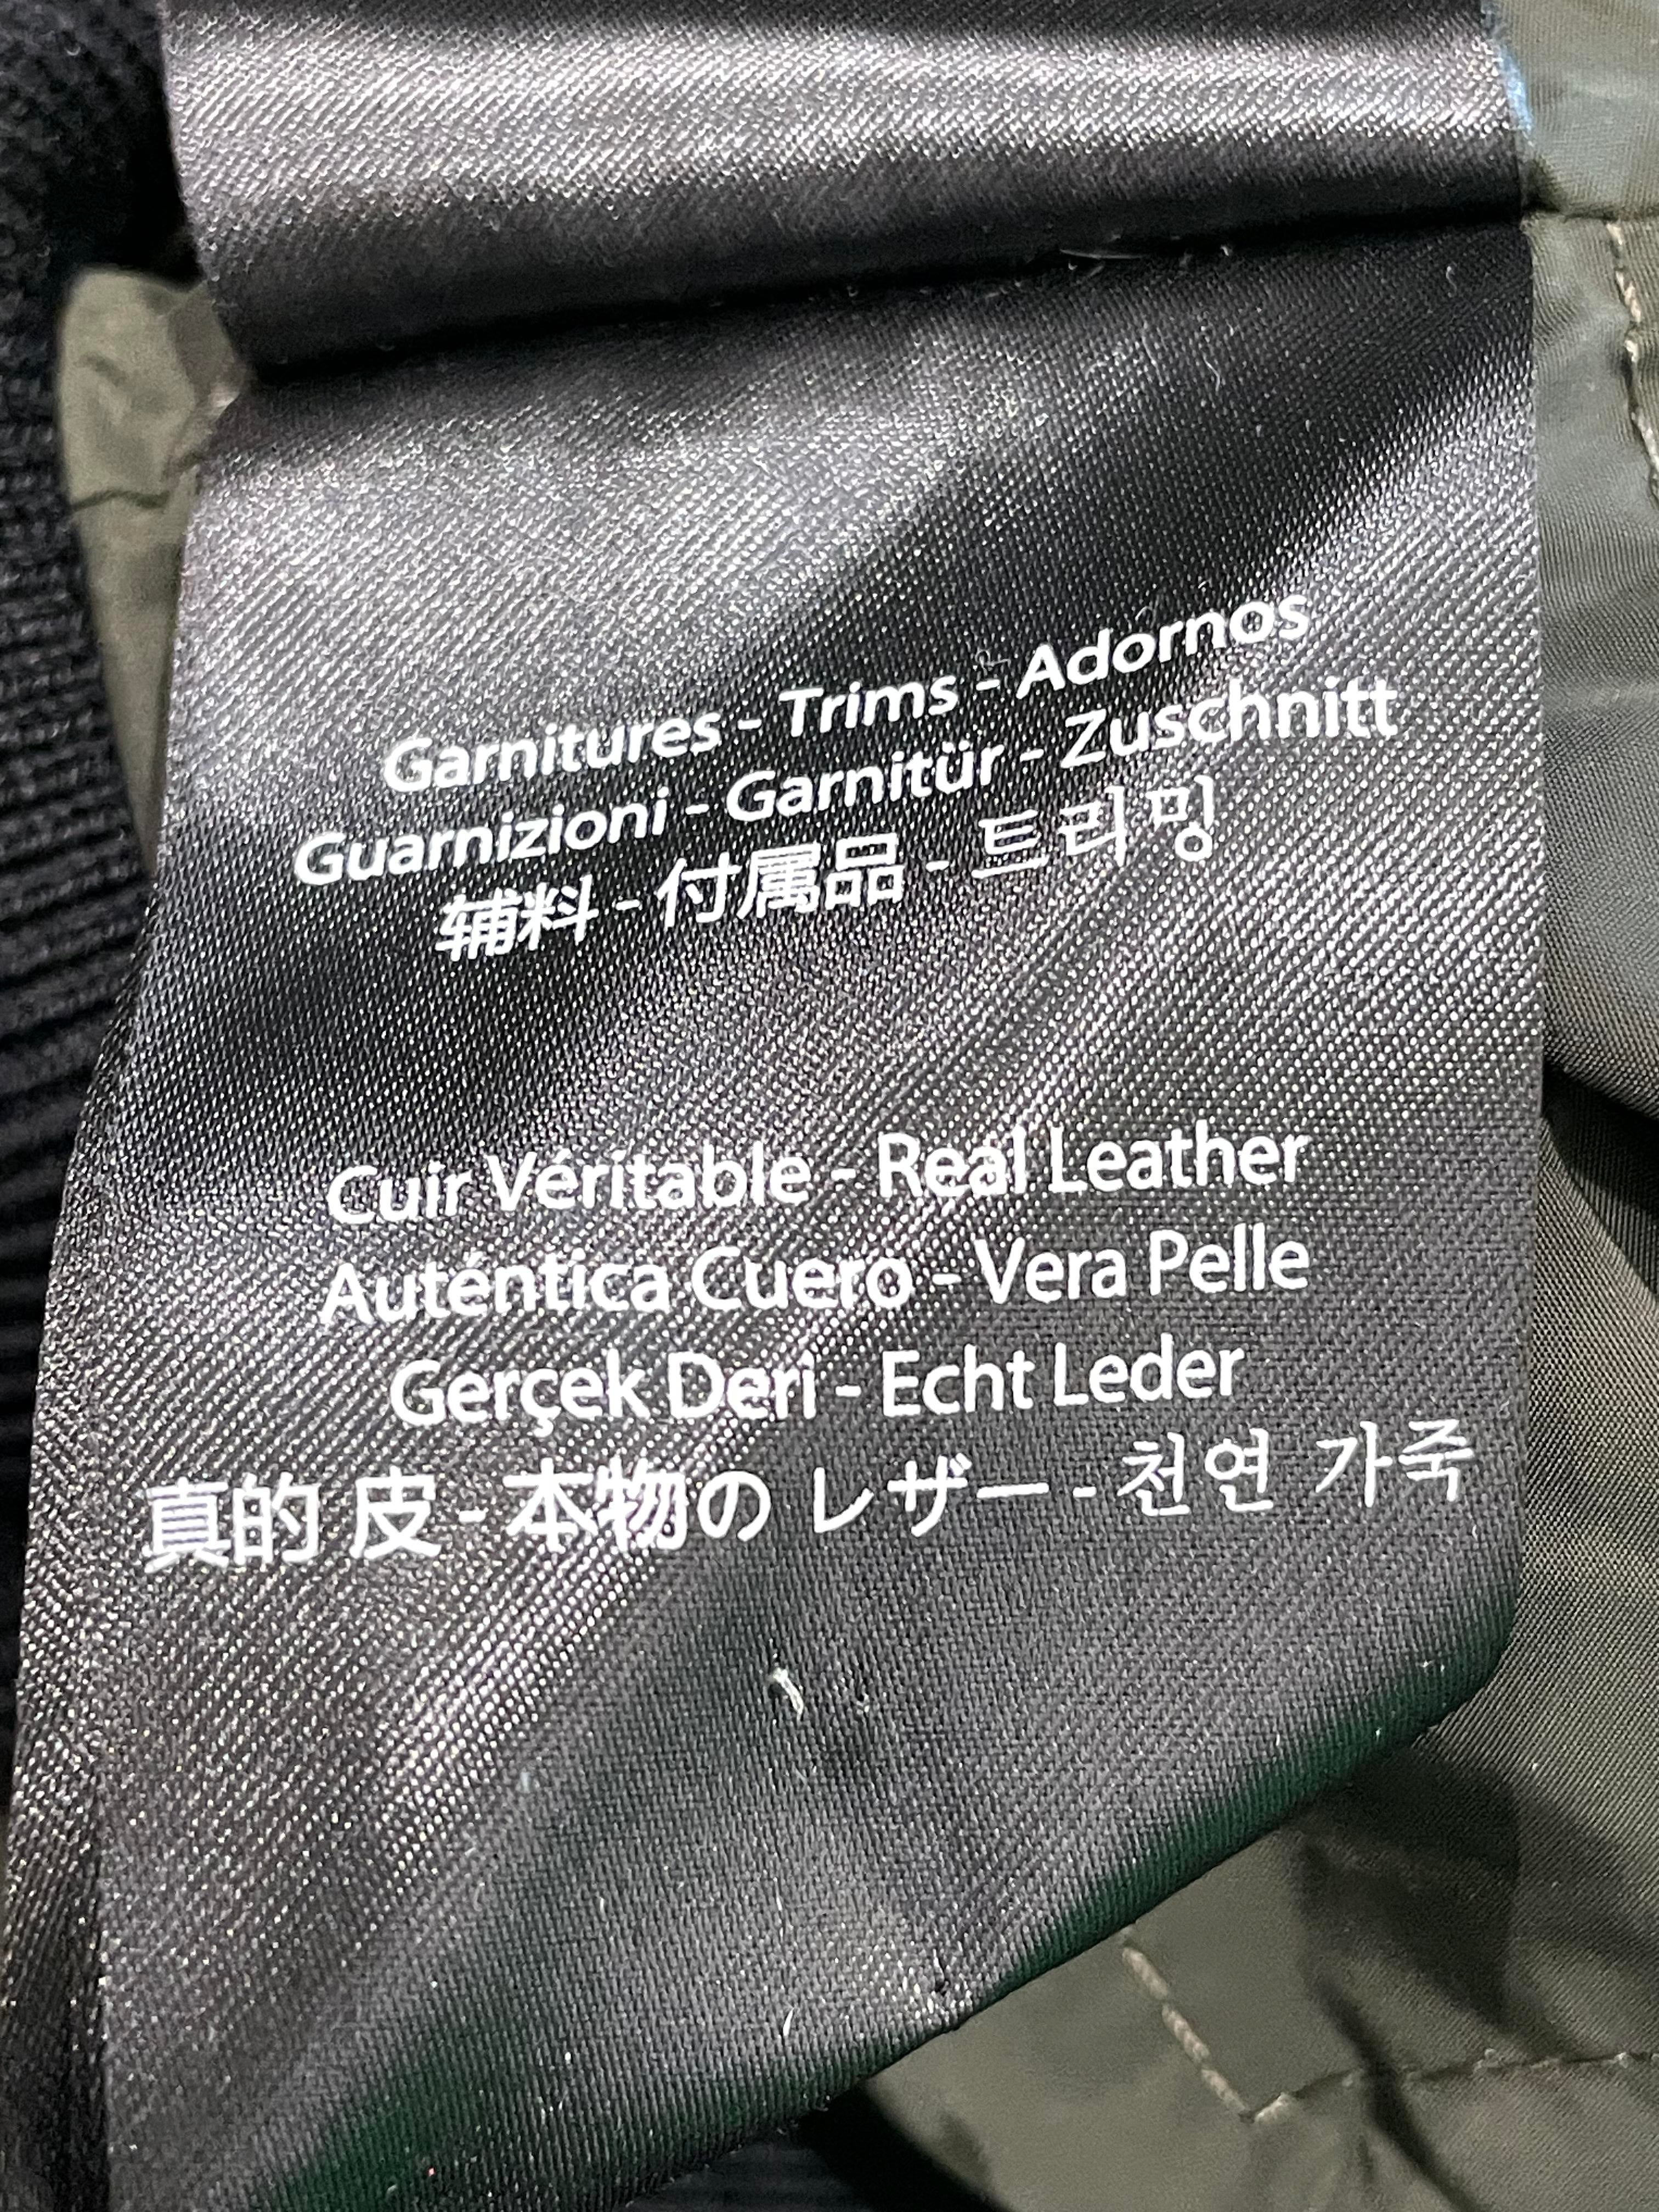 Garnitures - Trims - Adornos
Guarnizioni - Garnitür - Zuschnitt
辅料 - 付属品 - 트리밍
Cuir Véritable - Real Leather
Auténtica Cuero - Vera Pelle
Gerçek Deri - Echt Leder
真的 皮 - 本物の レザー - 천연 가죽